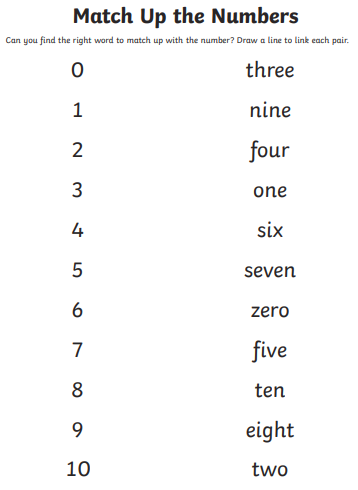 Match Up the Numbers
Can you find the right word to match up with the number? Draw a line to link each pair.
0 three
1 nine
2 four
3 one
4 six
5 seven
6 zero
7 five
8 ten
9 eight
10 two